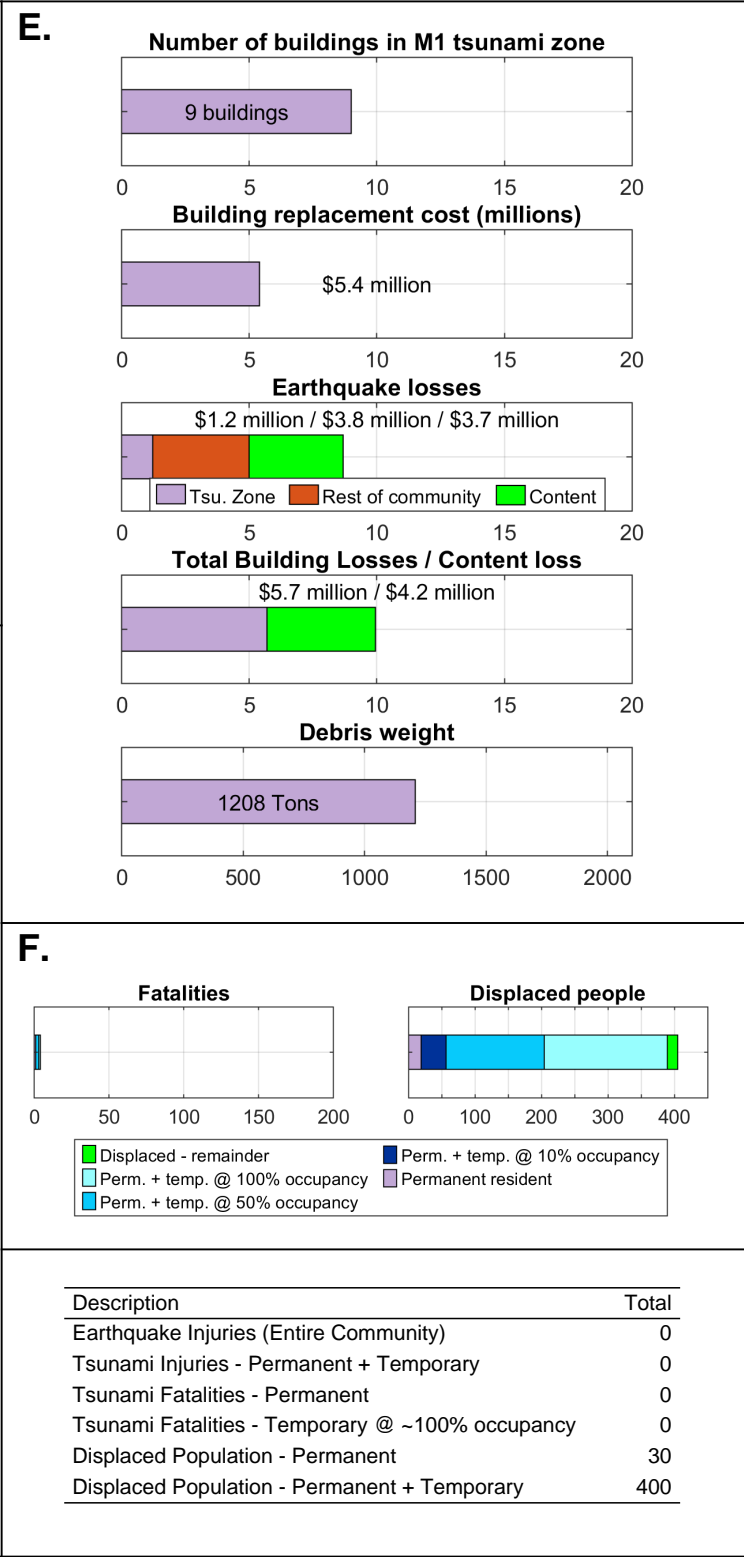 E.
Number of buildings in M1 tsunami zone
9 buildings
0 5 10 15 20
Building replacement cost (millions)
$5.4 million
0 5 10 15 20
Earthquake losses
$1.2 million / $3.8 million / $3.7 million
Tsu. Zone Rest of community Content
0 5 10 15 20
Total Building Losses / Content loss
$5.7 million / $4.2 million
0 5 10 15 20
Debris weight
1208 Tons
0 500 1000 1500 2000
F.
Fatalities Displaced people
0 50 100 150 200 0 100 200 300 400
Displaced - remainder Perm. + temp. @ 10% occupancy
Perm. + temp. @ 100% occupancy Permanent resident
Perm. + temp. @ 50% occupancy
Description Total
Earthquake Injuries (Entire Community) 0
Tsunami Injuries - Permanent + Temporary 0
Tsunami Fatalities - Permanent 0
Tsunami Fatalities - Temporary @ ~100% occupancy 0
Displaced Population - Permanent 30
Displaced Population - Permanent + Temporary 400